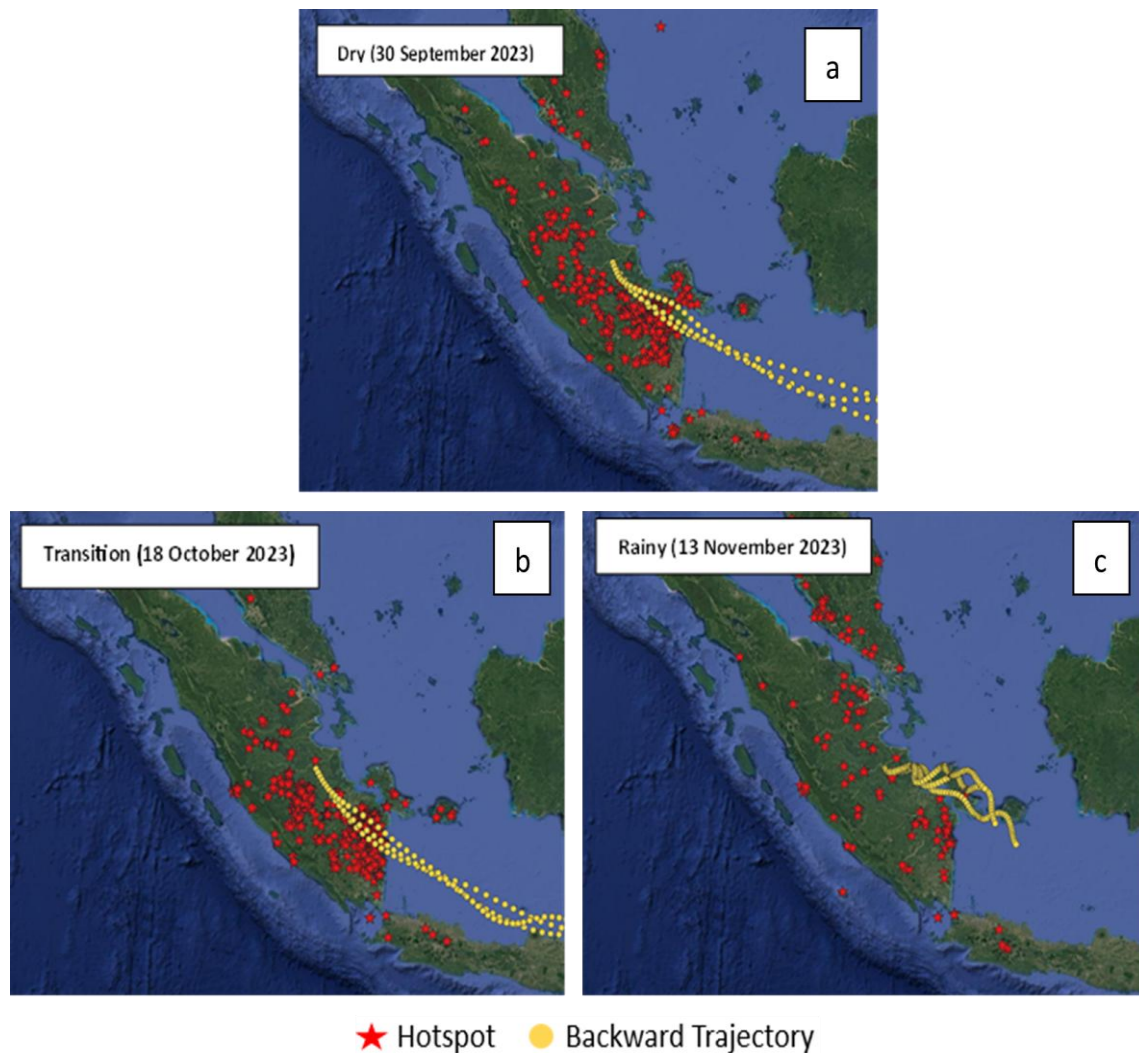 Dry (30 September 2023)
a
Transition (18 October 2023)
b
Rainy (13 November 2023)
c
Hotspot
Backward Trajectory